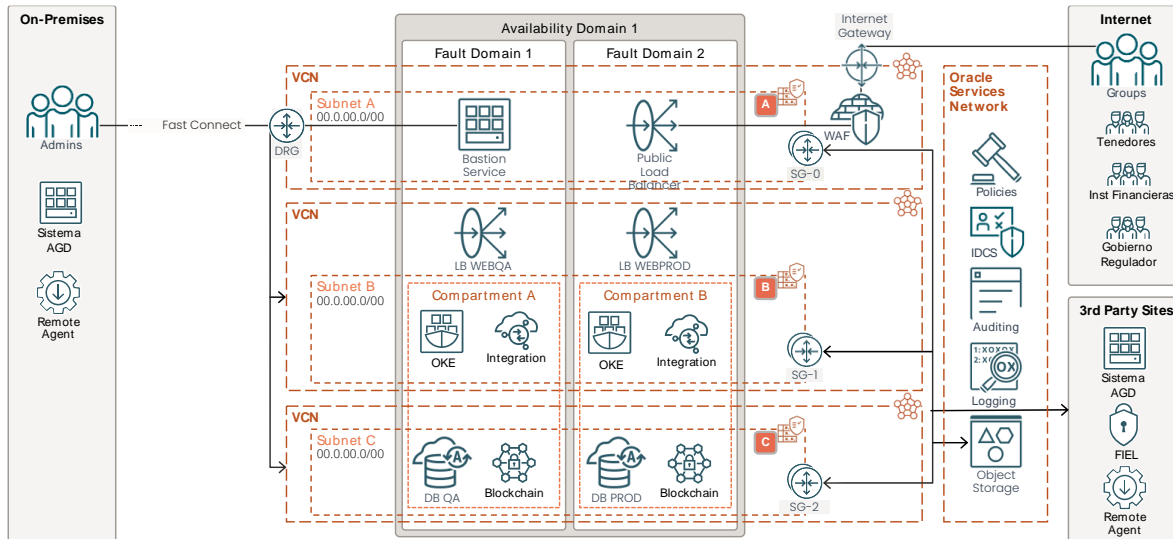 On-Premises
Admins
Sistema
AGD
Remote
Agent
Fast Connect
DRG
Availability Domain 1
Fault Domain 1
Fault Domain 2
VCN
Subnet A
00.0.00.00/00
Bastion
Service
Public
Load
Balancer
A
Internet
Gateway
WAF
SG-0
VCN
LB WEBQA
LB WEBPROD
Subnet B
00.0.00.00/00
B
Compartment A
OKE
Integration
Compartment B
OKE
Integration
SG-1
VCN
Subnet C
00.0.00.00/00
C
A
DB QA
Blockchain
A
DB PROD
Blockchain
SG-2
Oracle
Services
Network
Policies
IDCS
Auditing
OX
Logging
Object
Storage
Internet
Groups
Tenedores
Inst Financieras
Gobierno
Regulador
3rd Party Sites
Sistema
AGD
FIEL
Remote
Agent